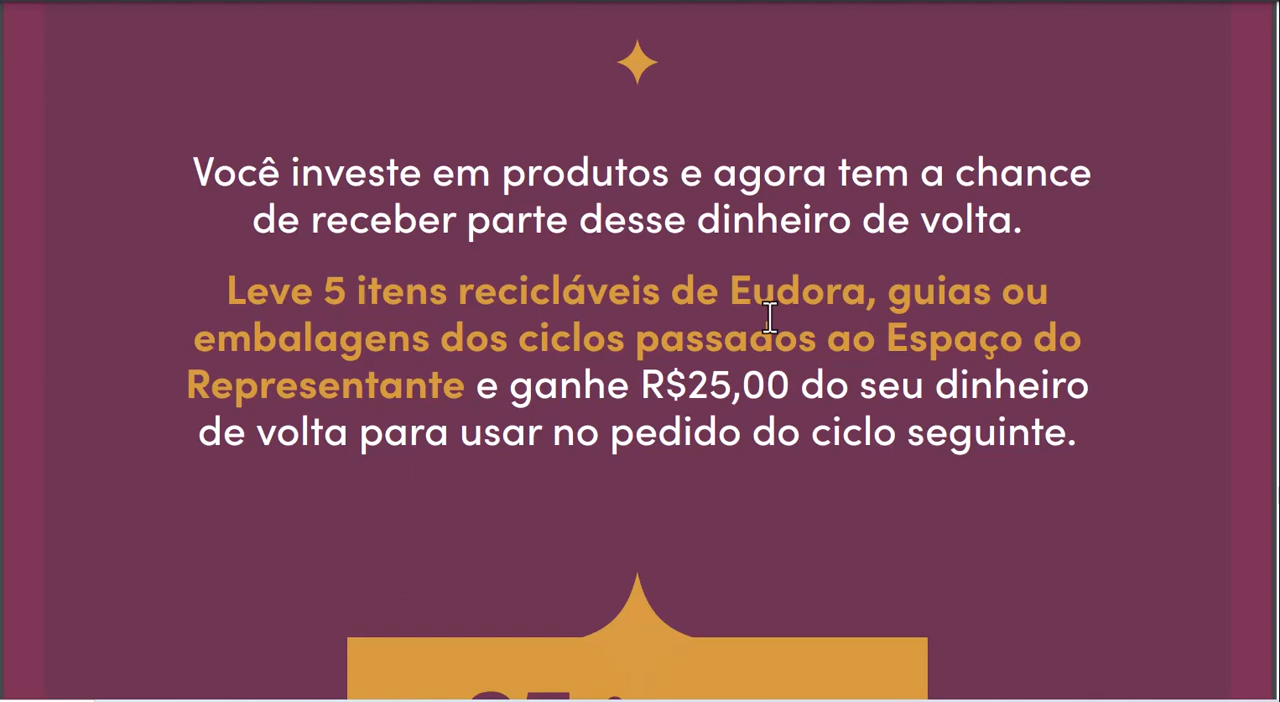 Você investe em produtos e agora tem a chance
de receber parte desse dinheiro de volta.
Leve 5 itens recicláveis de Eudora, guias ou
embalagens dos ciclos passados ao Espaço do
Representante e ganhe R$25,00 do seu dinheiro
de volta para usar no pedido do ciclo seguinte.